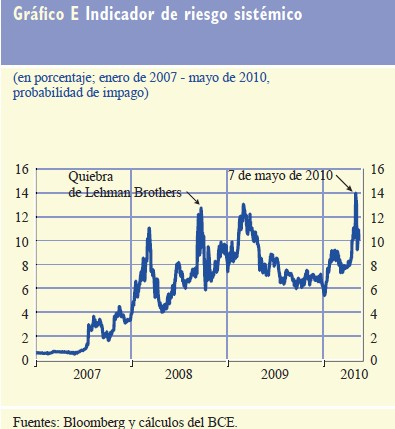 Gráfico E Indicador de riesgo sistémico
(en porcentaje; enero de 2007 - mayo de 2010,
probabilidad de impago)
16 16
Quiebra 7 de mayo de 2010
14 de Lehman Brothers 14
12 12
10 10
8 8
6 6
4 4
2 2
0 0
2007 2008 2009 2010
Fuentes: Bloomberg y cálculos del BCE.